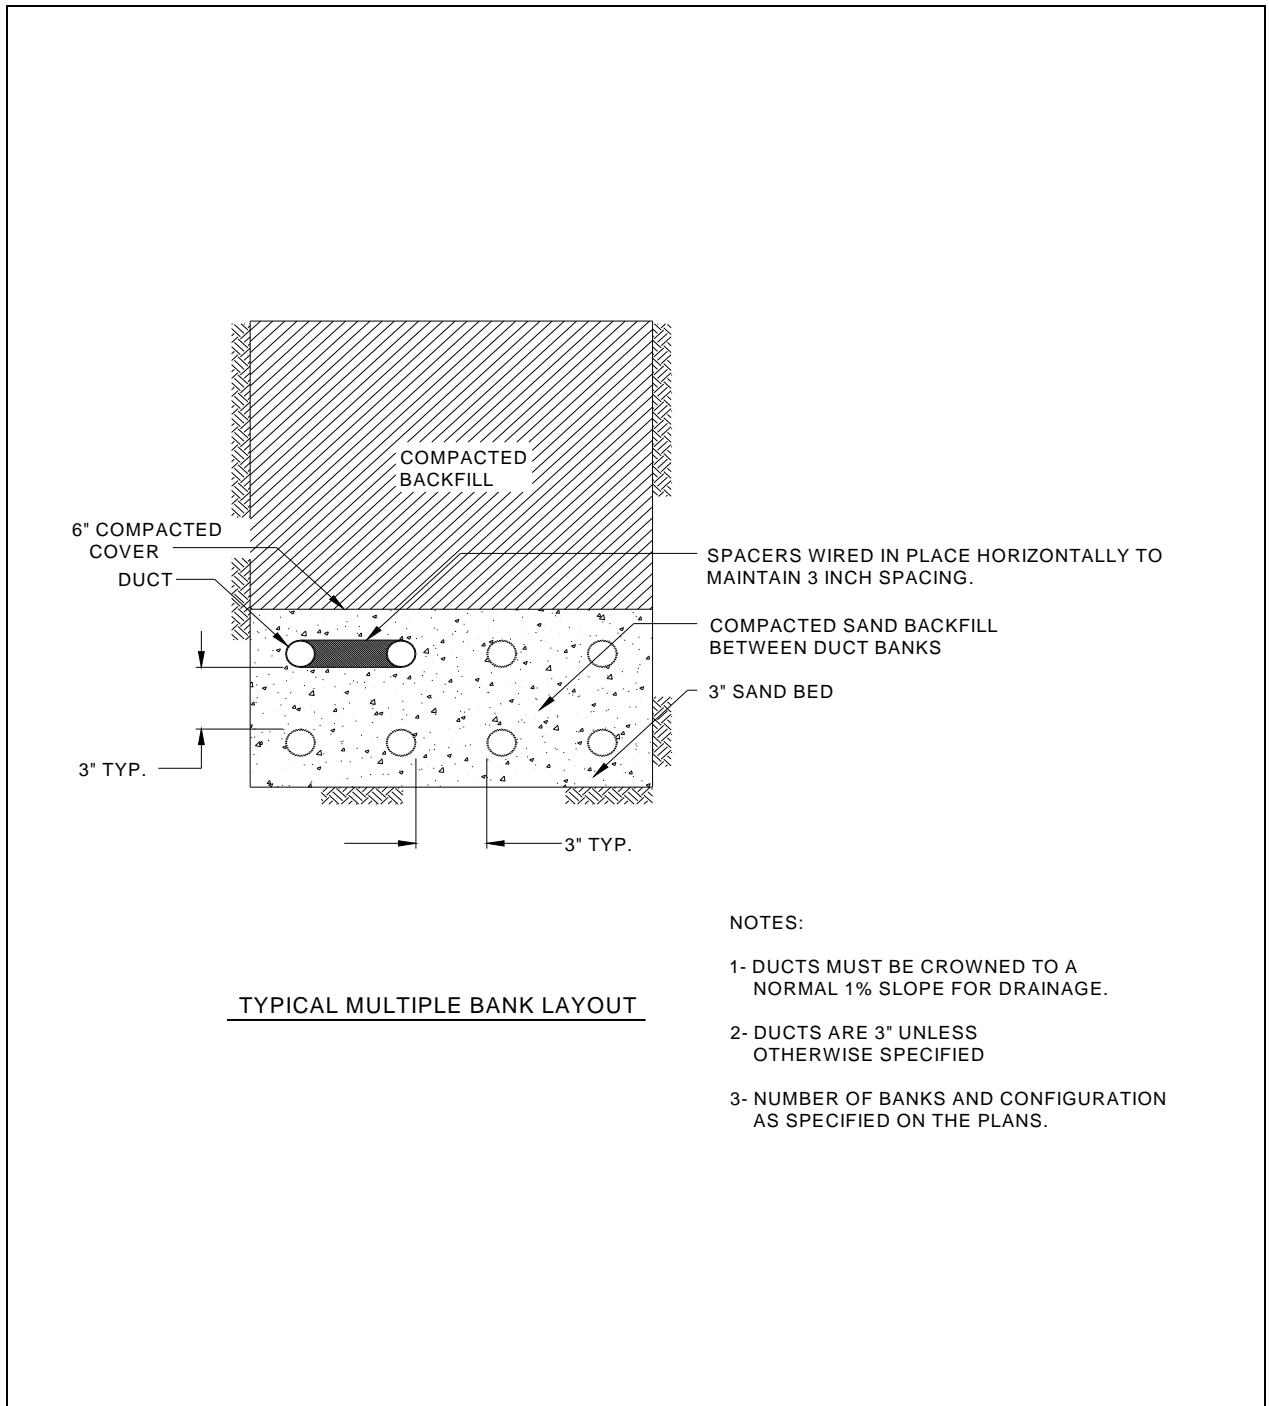 COMPACTED
BACKFILL
6" COMPACTED
COVER
DUCT
SPACERS WIRED IN PLACE HORIZONTALLY TO
MAINTAIN 3 INCH SPACING.
COMPACTED SAND BACKFILL
BETWEEN DUCT BANKS
3" SAND BED
3" TYP.
3" TYP.
NOTES:
1- DUCTS MUST BE CROWNED TO A
NORMAL 1% SLOPE FOR DRAINAGE.
TYPICAL MULTIPLE BANK LAYOUT
2- DUCTS ARE 3" UNLESS
OTHERWISE SPECIFIED
3- NUMBER OF BANKS AND CONFIGURATION
AS SPECIFIED ON THE PLANS.